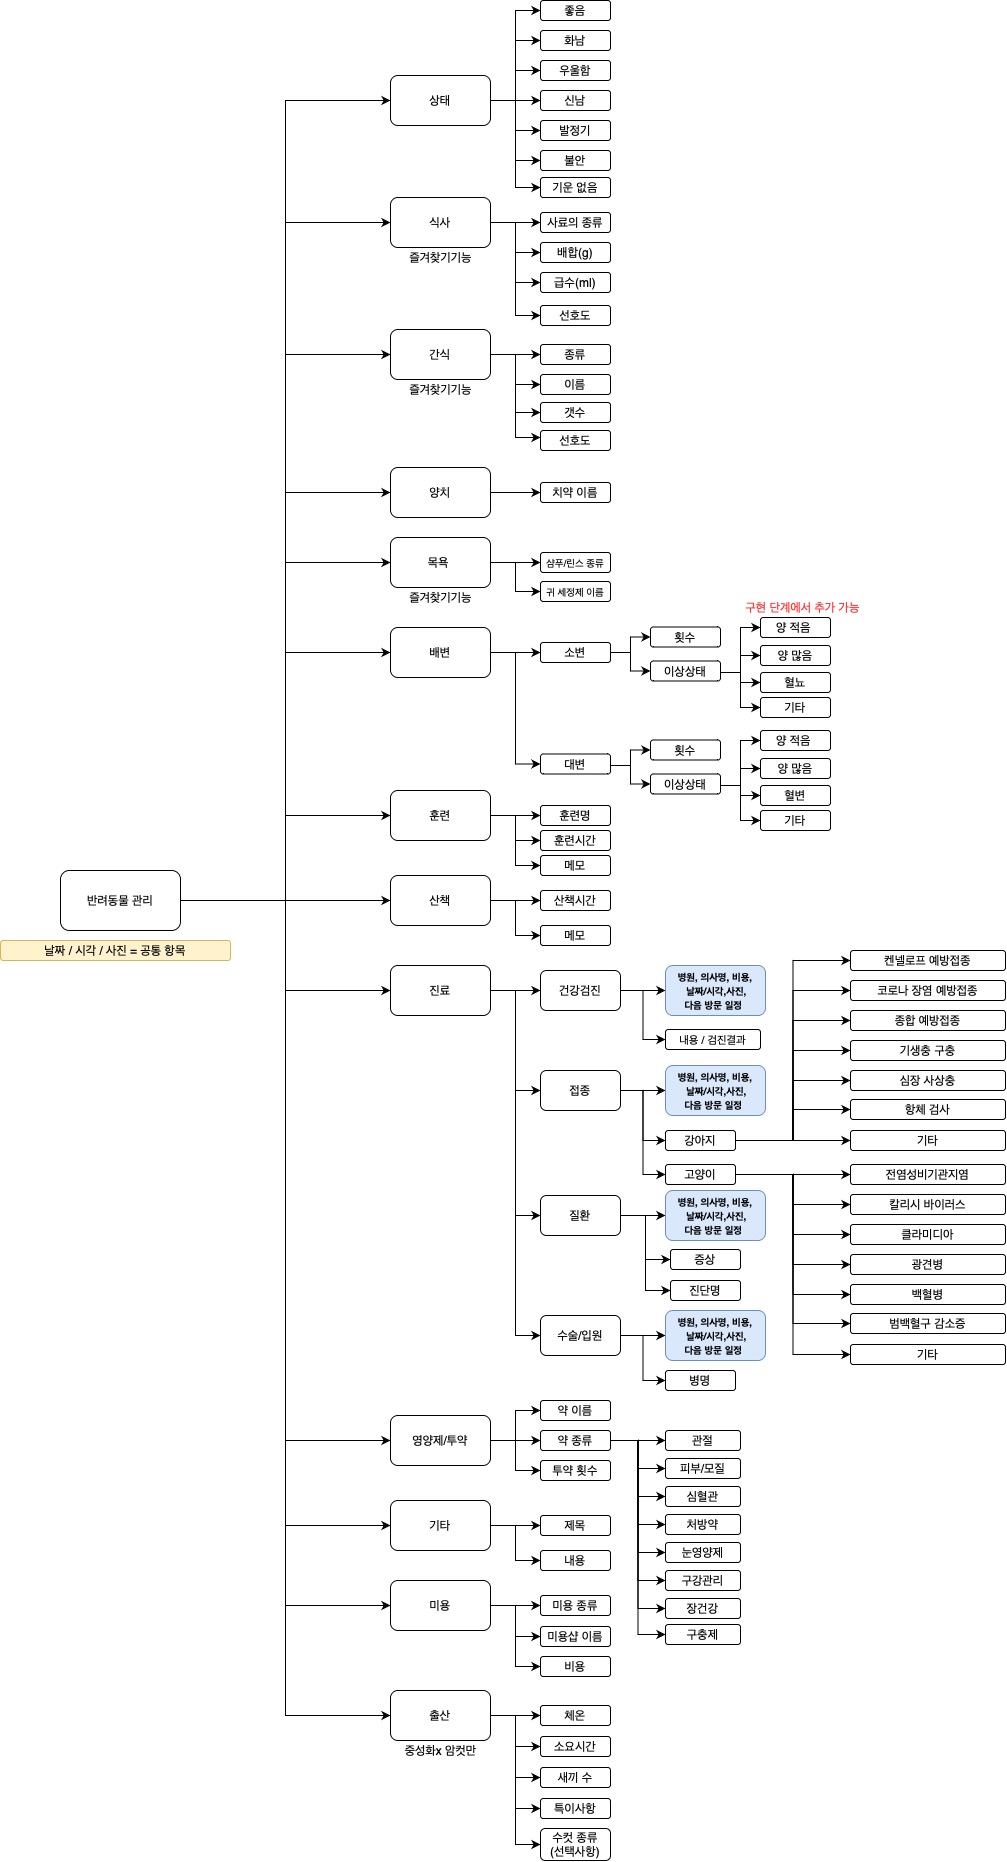 좋음
화남
우울함
상태
신남
발정기
불안
기운 없음
식사
즐겨찾기기능
사료의 종류
배합(g)
급수(ml)
선호도
간식
즐겨찾기기능
종류
이름
갯수
선호도
양치
치약 이름
목욕
즐겨찾기기능
샴푸/린스 종류
귀 세정제 이름
배변
소변
횟수
이상상태
구현 단계에서 추가 가능
양 적음
양 많음
혈뇨
기타
대변
횟수
이상상태
양 적음
양 많음
혈변
기타
훈련
훈련명
훈련시간
메모
반려동물 관리
날짜 / 시각 / 사진 = 공통 항목
산책
산책시간
메모
진료
건강검진
병원, 의사명, 비용,
날짜/시각,사진,
다음 방문 일정
내용 / 검진결과
접종
병원, 의사명, 비용,
날짜/시각,사진,
다음 방문 일정
강아지
켄넬로프 예방접종
코로나 장염 예방접종
종합 예방접종
기생충 구충
심장 사상충
항체 검사
기타
고양이
전염성비기관지염
칼리시 바이러스
클라미디아
광견병
백혈병
범백혈구 감소증
기타
질환
병원, 의사명, 비용,
날짜/시각,사진,
다음 방문 일정
증상
진단명
수술/입원
병원, 의사명, 비용,
날짜/시각,사진,
다음 방문 일정
병명
영양제/투약
약 이름
약 종류
투약 횟수
관절
피부/모질
심혈관
처방약
눈영양제
구강관리
장건강
구충제
기타
제목
내용
미용
미용 종류
미용샵 이름
비용
출산
중성화x 암컷만
체온
소요시간
새끼 수
특이사항
수컷 종류
(선택사항)